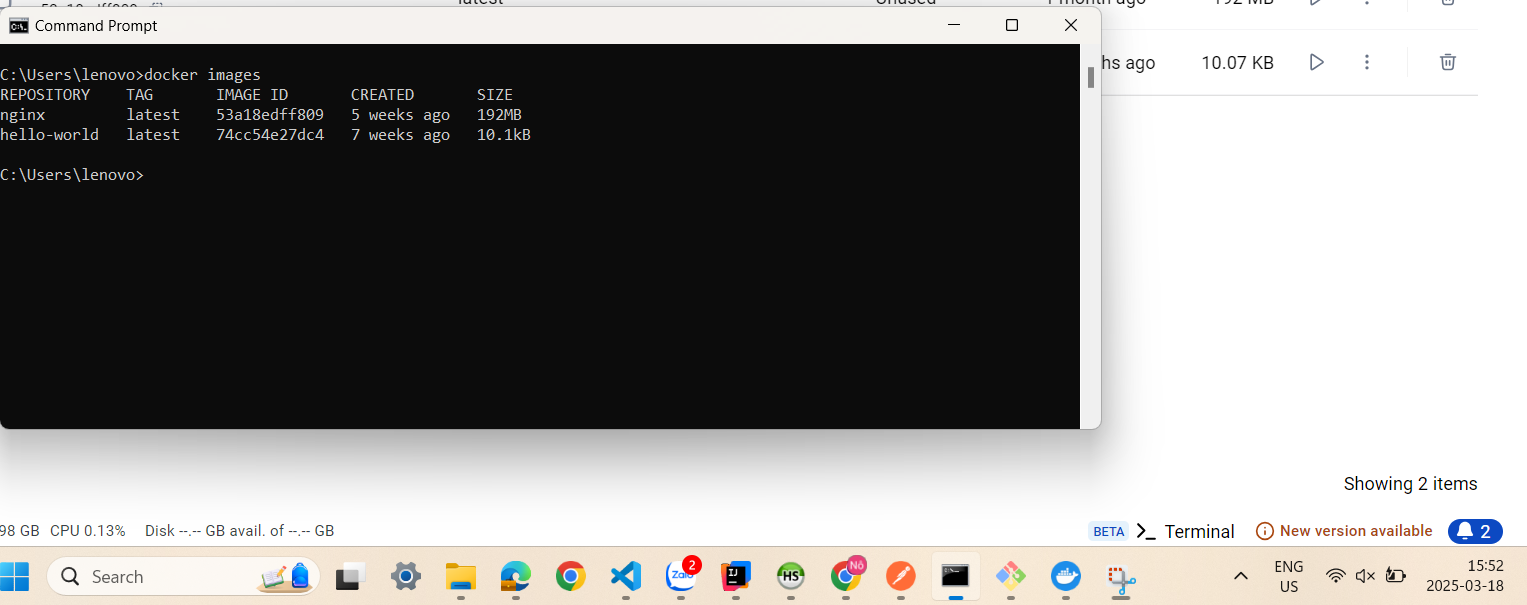 latest Unused 1 month ago 192 MB
Command Prompt
hs ago 10.07 KB
C:\Users\lenovo>docker images
REPOSITORY TAG IMAGE ID CREATED SIZE
nginx latest 53a18edff809 5 weeks ago 192MB
hello-world latest 74cc54e27dc4 7 weeks ago 10.1kB
C:\Users\lenovo>
Showing 2 items
98 GB CPU 0.13% Disk --.-- GB avail. of --.-- GB
BETA Terminal New version available 2
Search
2
Zalo
IJ
HS
Nó
ENG
US
15:52
2025-03-18